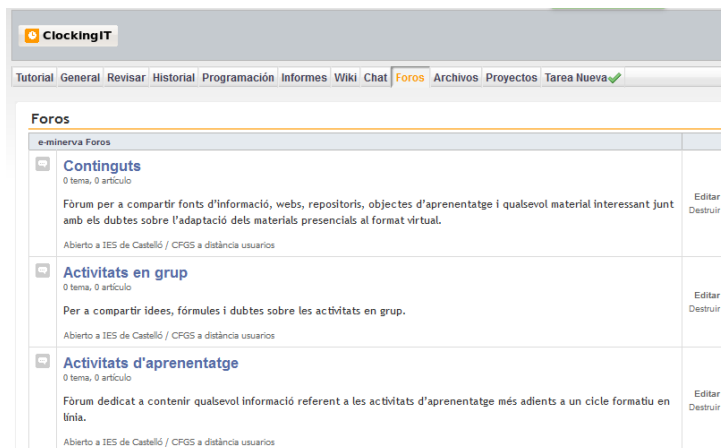 ClockingIT
Tutorial General Revisar Historial Programación Informes Wiki Chat Foros Archivos Proyectos Tarea Nueva
Foros
e-minerva Foros
Continguts
0 tema, 0 artículo
Fòrum per a compartir fonts d'informació, webs, repositoris, objectes d'aprenentatge i qualsevol material interessant junt
amb els dubtes sobre l'adaptació dels materials presencials al format virtual.
Editar
Destruir
Abierto a IES de Castelló / CFGS a distància usuarios
Activitats en grup
0 tema, 0 artículo
Per a compartir idees, fórmules i dubtes sobre les activitats en grup.
Editar
Destruir
Abierto a IES de Castelló / CFGS a distància usuarios
Activitats d'aprenentatge
0 tema, 0 artículo
Fòrum dedicat a contenir qualsevol informació referent a les activitats d'aprenentatge més adients a un cicle formatiu en
línia.
Editar
Destruir
Abierto a IES de Castelló / CFGS a distància usuarios